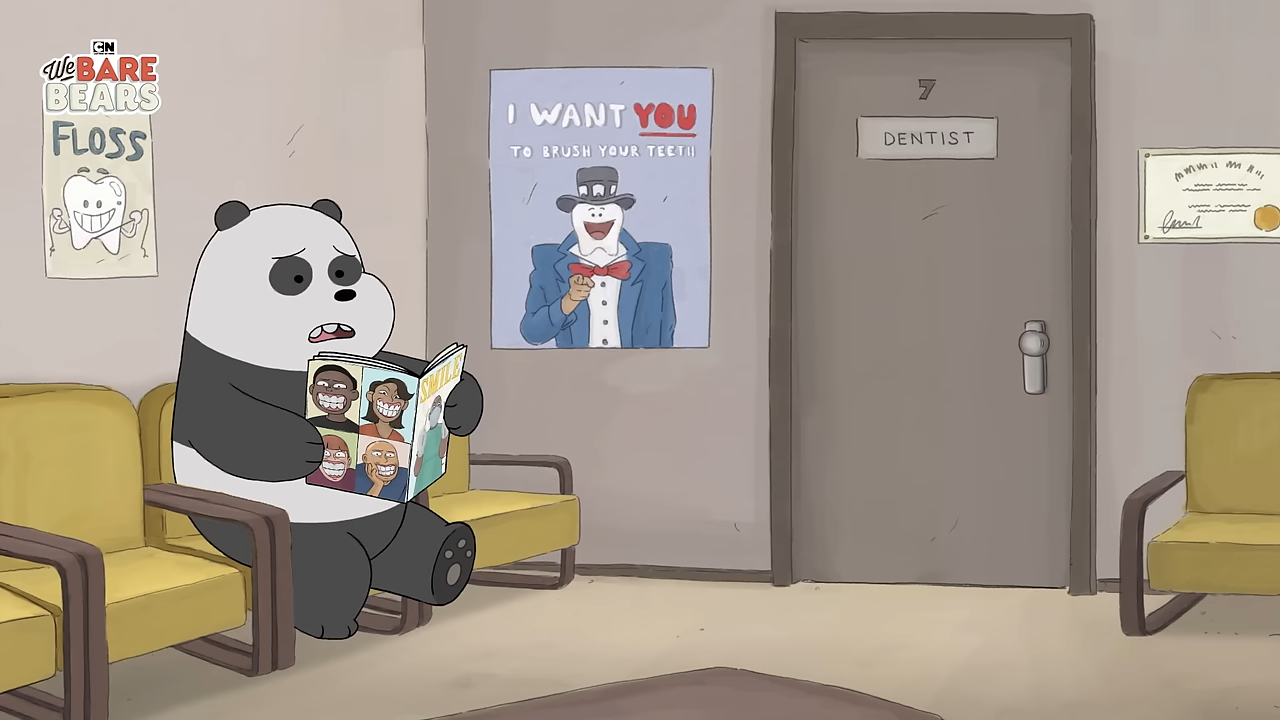 CN
We BARE
BEARS
FLOSS
I WANT YOU
TO BRUSH YOUR TEETH
7
DENTIST
SMILE